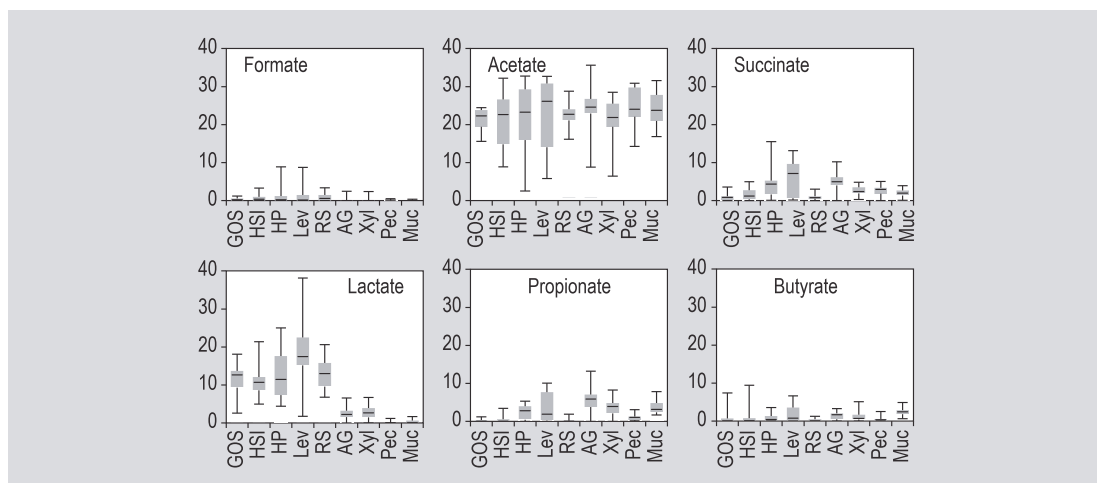 Formate
40
30
20
10
0
GOS
HSI
HP
Lev
RS
AG
Xyl
Pec
Muc
Acetate
40
30
20
10
0
GOS
HSI
HP
Lev
RS
AG
Xyl
Pec
Muc
Succinate
40
30
20
10
0
GOS
HSI
HP
Lev
RS
AG
Xyl
Pec
Muc
Lactate
40
30
20
10
0
GOS
HSI
HP
Lev
RS
AG
Xyl
Pec
Muc
Propionate
40
30
20
10
0
GOS
HSI
HP
Lev
RS
AG
Xyl
Pec
Muc
Butyrate
40
30
20
10
0
GOS
HSI
HP
Lev
RS
AG
Xyl
Pec
Muc